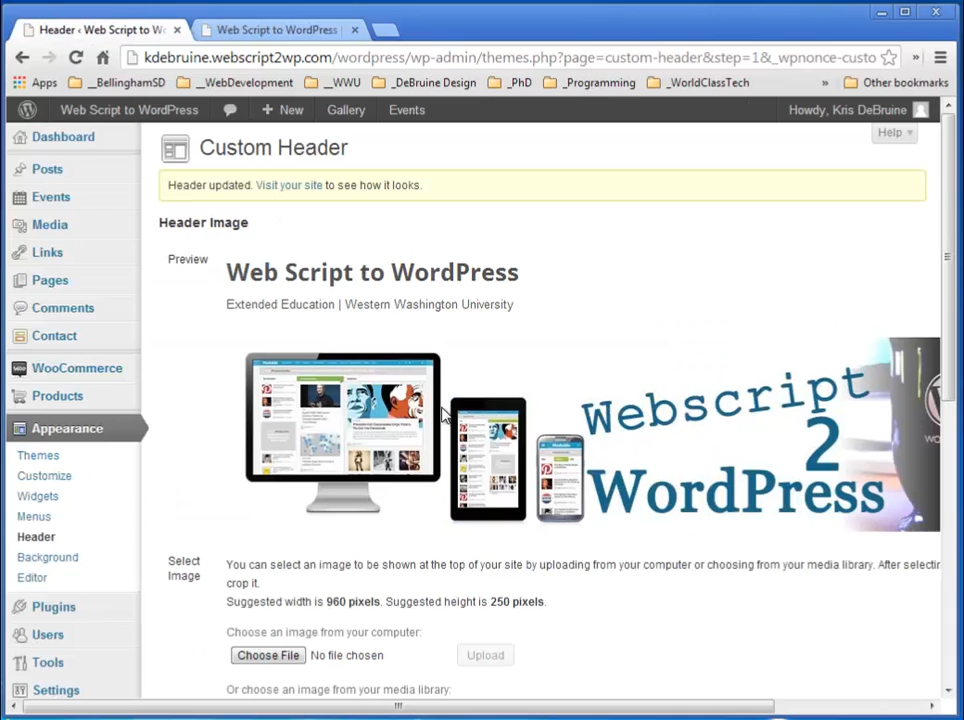 Header ‹ Web Script to Wo
Web Script to WordPress
kdebruine.webscript2wp.com/wordpress/wp-admin/themes.php?page=custom-header&step=1&_wpnonce-custo
Apps
__BellinghamSD
__WebDevelopment
__WWU
_DeBruine Design
_PhD
_Programming
_WorldClassTech
»
Other bookmarks
Web Script to WordPress
+ New
Gallery
Events
Howdy, Kris DeBruine
Help
Dashboard
Posts
Events
Media
Links
Pages
Comments
Contact
WooCommerce
Products
Appearance
Themes
Customize
Widgets
Menus
Header
Background
Editor
Plugins
Users
Tools
Settings
Custom Header
Header updated. Visit your site to see how it looks.
Header Image
Preview
Web Script to WordPress
Extended Education | Western Washington University
Webscript
2
WordPress
Select
Image
You can select an image to be shown at the top of your site by uploading from your computer or choosing from your media library. After selectin
crop it.
Suggested width is 960 pixels. Suggested height is 250 pixels.
Choose an image from your computer:
Choose File No file chosen
Upload
Or choose an image from your media library: